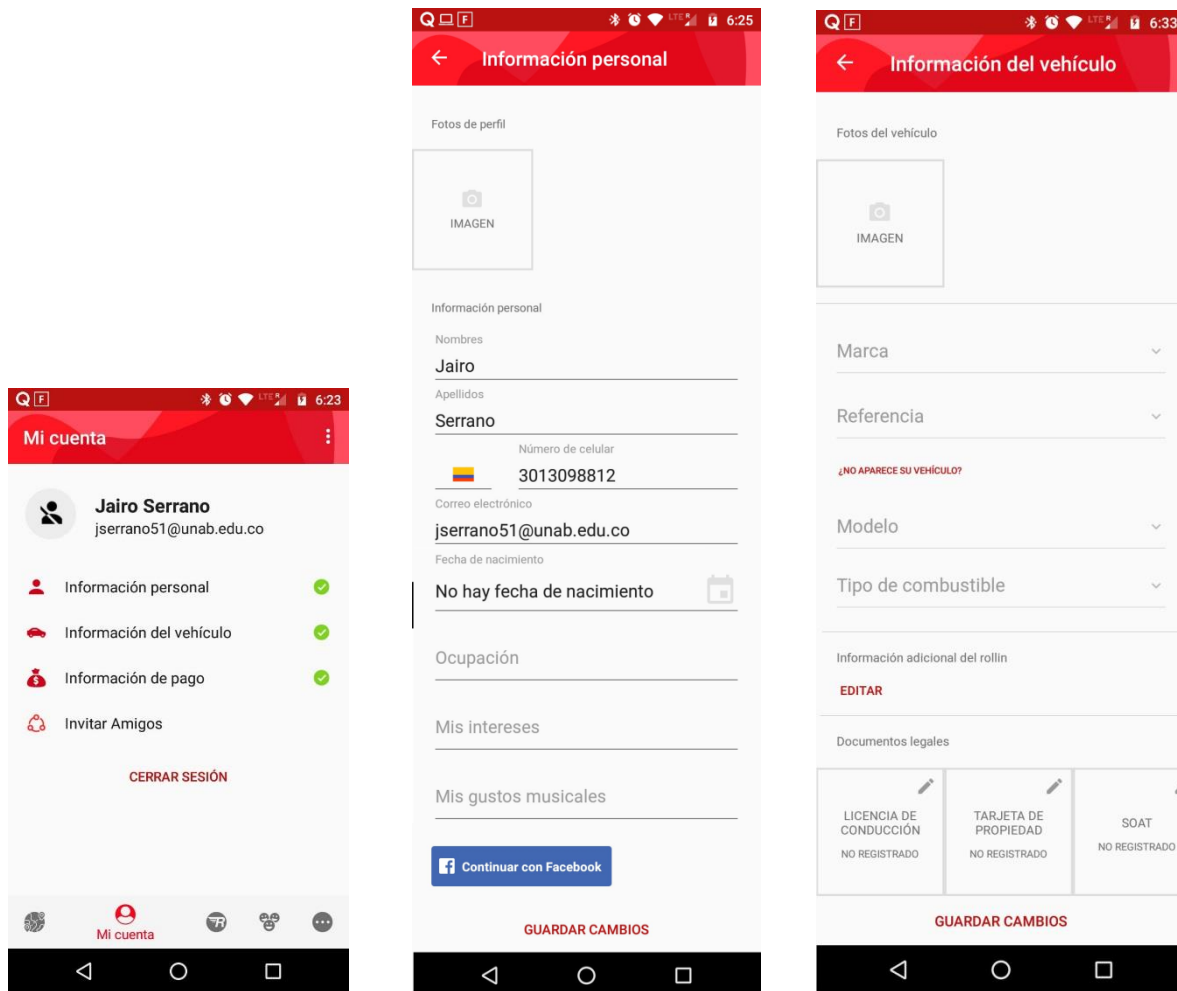 6:23
Mi cuenta
Jairo Serrano
jserrano51@unab.edu.co
Información personal
Información del vehículo
Información de pago
Invitar Amigos
CERRAR SESIÓN
Mi cuenta
6:25
Información personal
Fotos de perfil
IMAGEN
Información personal
Nombres
Jairo
Apellidos
Serrano
Número de celular
3013098812
Correo electrónico
jserrano51@unab.edu.co
Fecha de nacimiento
No hay fecha de nacimiento
Ocupación
Mis intereses
Mis gustos musicales
Continuar con Facebook
GUARDAR CAMBIOS
6:33
Información del vehículo
Fotos del vehículo
IMAGEN
Marca
Referencia
¿NO APARECE SU VEHÍCULO?
Modelo
Tipo de combustible
Información adicional del rollin
EDITAR
Documentos legales
LICENCIA DE
CONDUCCIÓN
NO REGISTRADO
TARJETA DE
PROPIEDAD
NO REGISTRADO
SOAT
NO REGISTRADO
GUARDAR CAMBIOS